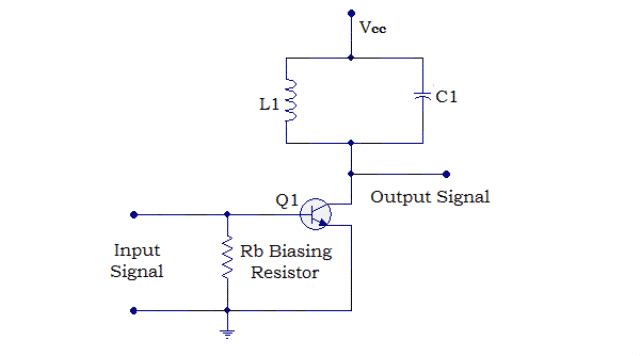 Vcc
L1
C1
Q1
Output Signal
Input
Signal
Rb Biasing
Resistor